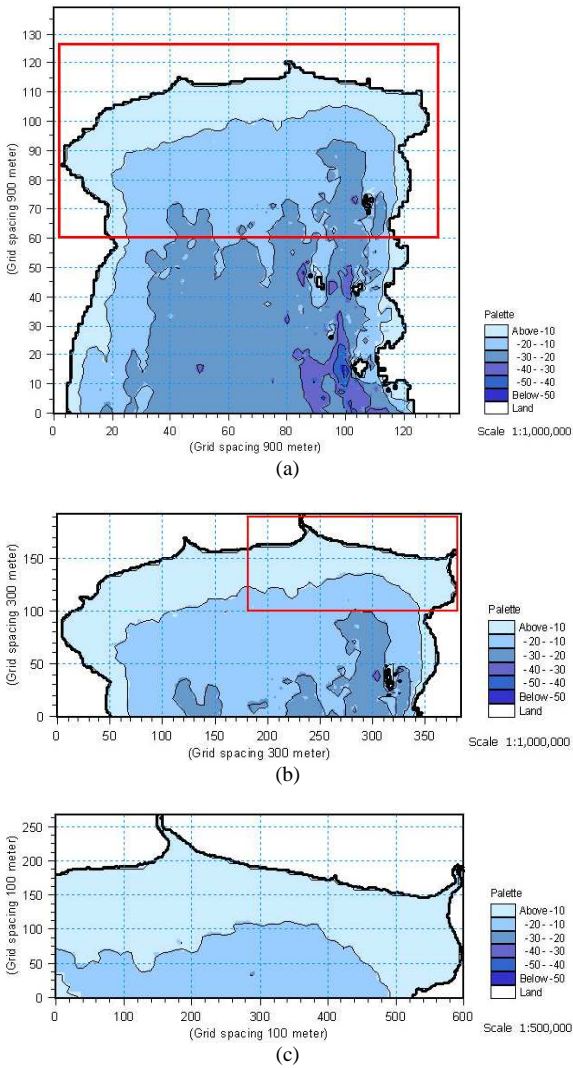 130
120
110
100
90
80
70
60
50
40
30
20
10
0
(Grid spacing 900 meter)
0 20 40 60 80 100 120
(Grid spacing 900 meter)
Palette
Above -10
-20 - -10
-30 - -20
-40 - -30
-50 - -40
Below -50
Land
Scale 1:1,000,000
(a)
150
100
50
0
(Grid spacing 300 meter)
0 50 100 150 200 250 300 350
(Grid spacing 300 meter)
Palette
Above -10
-20 - -10
-30 - -20
-40 - -30
-50 - -40
Below -50
Land
Scale 1:1,000,000
(b)
250
200
150
100
50
0
(Grid spacing 100 meter)
0 100 200 300 400 500 600
(Grid spacing 100 meter)
Palette
Above -10
-20 - -10
-30 - -20
-40 - -30
-50 - -40
Below -50
Land
Scale 1:500,000
(c)